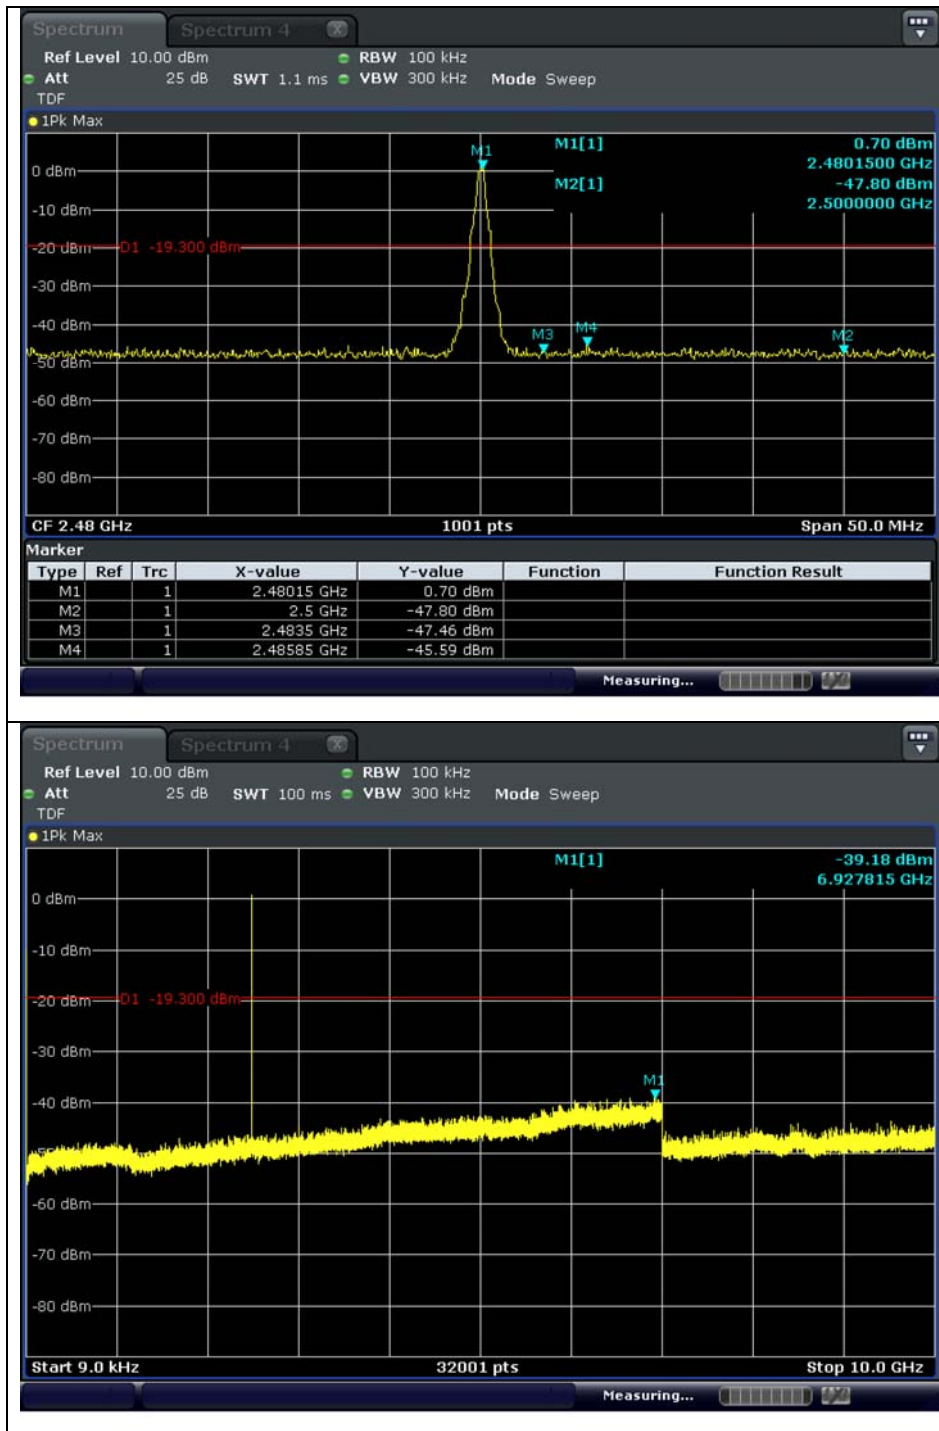 Spectrum Spectrum 4 X
Ref Level 10.00 dBm RBW 100 kHz
Att 25 dB SWT 1.1 ms VBW 300 kHz Mode Sweep
TDF
1Pk Max
M1[1] 0.70 dBm
2.4801500 GHz
M2[1] -47.80 dBm
2.5000000 GHz
M1
0 dBm
-10 dBm
-20 dBm D1 -19.300 dBm
-30 dBm
-40 dBm
M3 M4 M2
-50 dBm
-60 dBm
-70 dBm
-80 dBm
CF 2.48 GHz 1001 pts Span 50.0 MHz
Marker
Type Ref Trc X-value Y-value Function Function Result
M1 1 2.48015 GHz 0.70 dBm
M2 1 2.5 GHz -47.80 dBm
M3 1 2.4835 GHz -47.46 dBm
M4 1 2.48585 GHz -45.59 dBm
Measuring...
Spectrum Spectrum 4 X
Ref Level 10.00 dBm RBW 100 kHz
Att 25 dB SWT 100 ms VBW 300 kHz Mode Sweep
TDF
1Pk Max
M1[1] -39.18 dBm
6.927815 GHz
0 dBm
-10 dBm
-20 dBm D1 -19.300 dBm
-30 dBm
M1
-40 dBm
-60 dBm
-70 dBm
-80 dBm
Start 9.0 kHz 32001 pts Stop 10.0 GHz
Measuring...